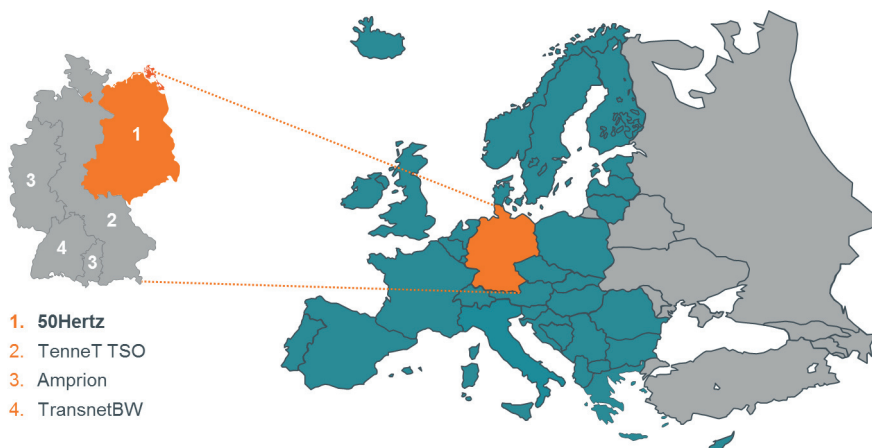 1
3
2
4
3
1. 50Hertz
2. TenneT TSO
3. Amprion
4. TransnetBW